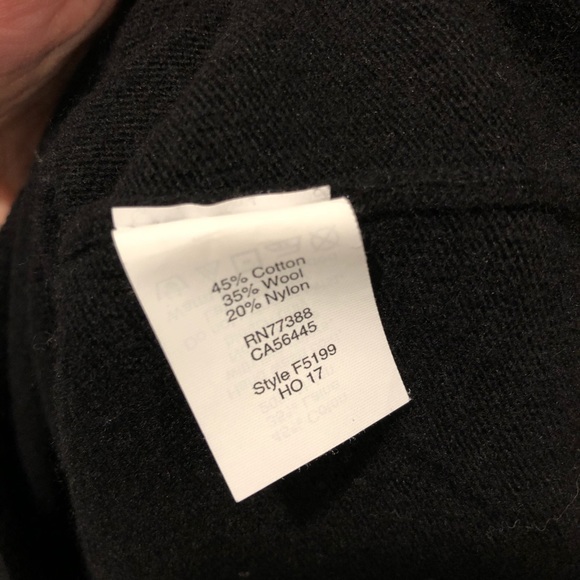 45% Cotton
35% Wool
20% Nylon
RN77388
CA56445
Style F5199
HO 17